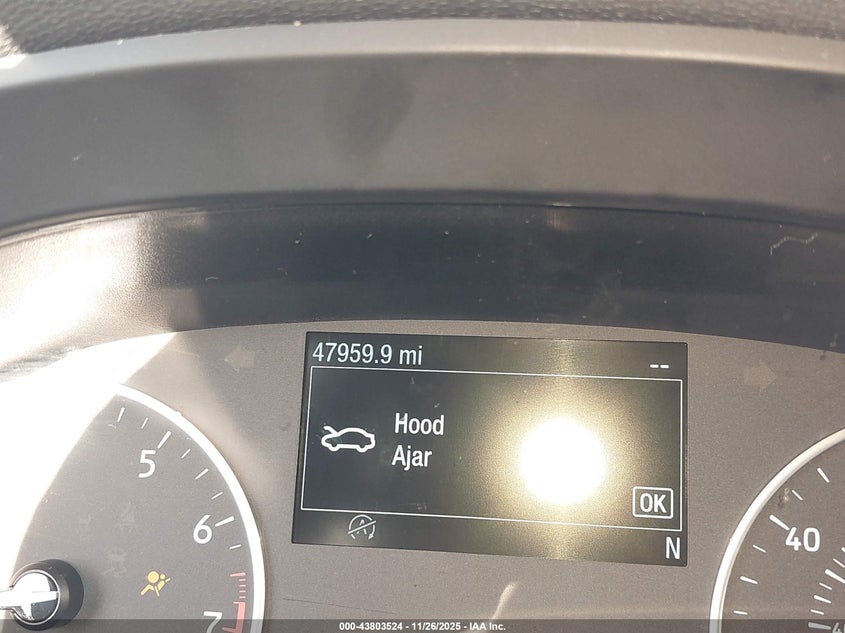 47959.9 mi
--
Hood
Ajar
OK
N
5
6
7
40
000-43803524 - 11/26/2025 - IAA Inc.